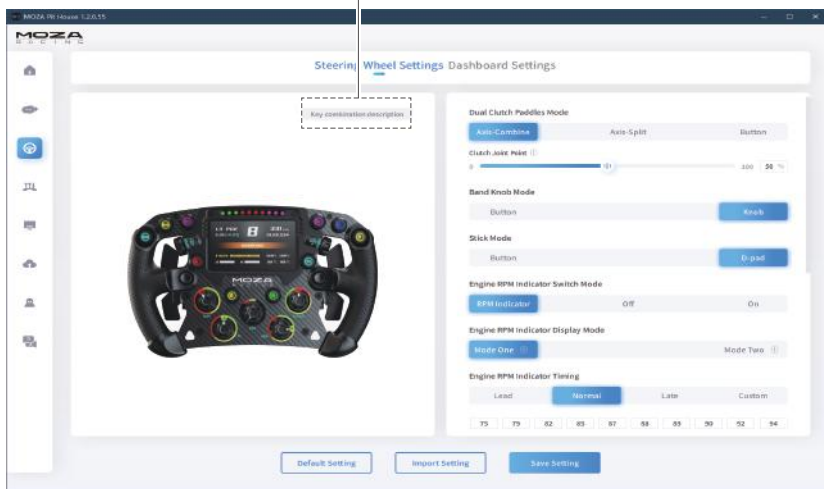 MOZA Pit House 1.2.0.55
MOZA
RACING
Steering Wheel Settings Dashboard Settings
Key combination description
MOZA
Dual Clutch Paddles Mode
Axis-Combine Axis-Split Button
Clutch Joint Point
0 100 50 %
Band Knob Mode
Button Knob
Stick Mode
Button D-pad
Engine RPM Indicator Switch Mode
RPM Indicator Off On
Engine RPM Indicator Display Mode
Mode One Mode Two
Engine RPM Indicator Timing
Lead Normal Late Custom
75 79 82 85 87 88 89 90 92 94
Default Setting Import Setting Save Setting